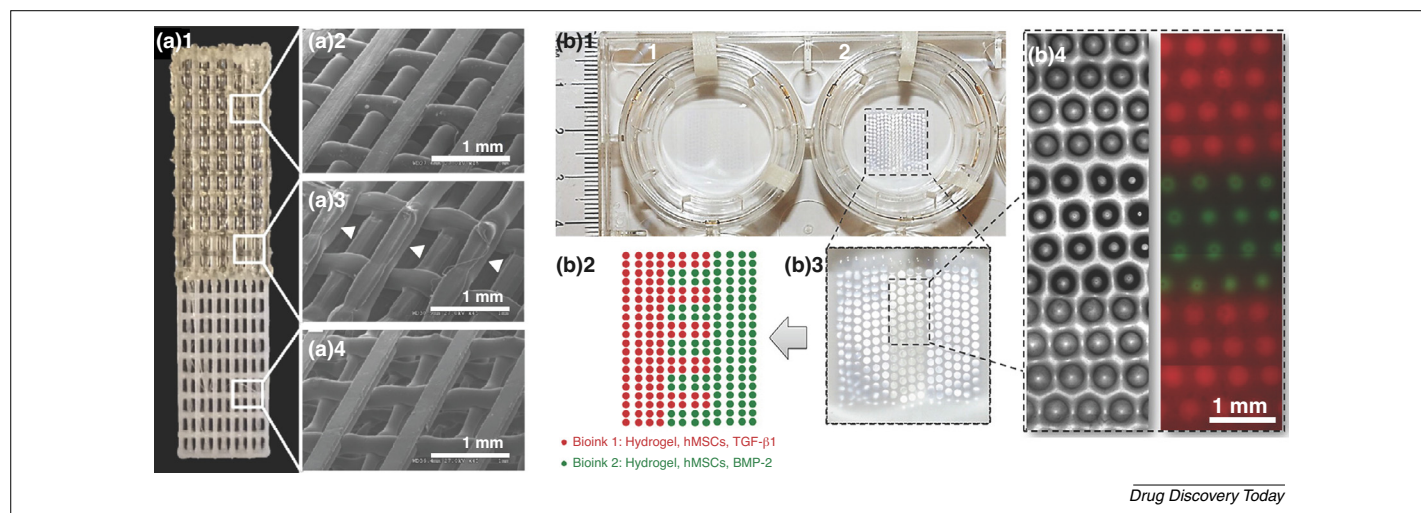 (a)1
(a)2
1 mm
(a)3
1 mm
(a)4
1 mm
(b)1
1
2
(b)2
(b)3
(b)4
1 mm
Bioink 1: Hydrogel, hMSCs, TGF-β1
Bioink 2: Hydrogel, hMSCs, BMP-2
Drug Discovery Today